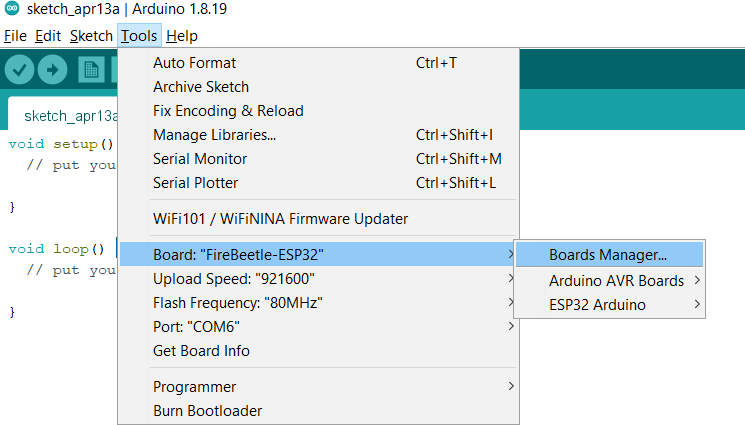 sketch_apr13a | Arduino 1.8.19
File Edit Sketch Tools Help
Auto Format Ctrl+T
Archive Sketch
Fix Encoding & Reload
Manage Libraries... Ctrl+Shift+I
Serial Monitor Ctrl+Shift+M
Serial Plotter Ctrl+Shift+L
WiFi101 / WiFiNINA Firmware Updater
Board: "FireBeetle-ESP32"
Upload Speed: "921600"
Flash Frequency: "80MHz"
Port: "COM6"
Get Board Info
Programmer
Burn Bootloader
Boards Manager...
Arduino AVR Boards
ESP32 Arduino
sketch_apr13a
void setup()
// put you
}
void loop()
// put you
}